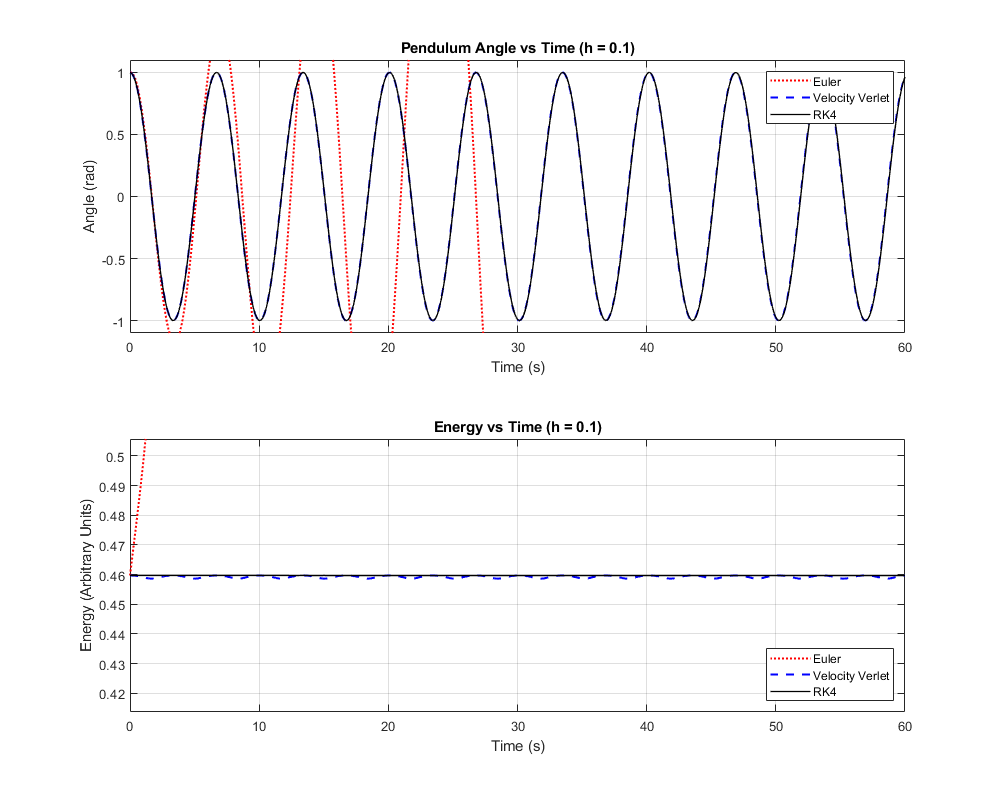 Pendulum Angle vs Time (h = 0.1)
1
0.5
0
-0.5
-1
Angle (rad)
Euler
Velocity Verlet
RK4
0 10 20 30 40 50 60
Time (s)
Energy vs Time (h = 0.1)
0.5
0.49
0.48
0.47
0.46
0.45
0.44
0.43
0.42
Energy (Arbitrary Units)
Euler
Velocity Verlet
RK4
0 10 20 30 40 50 60
Time (s)